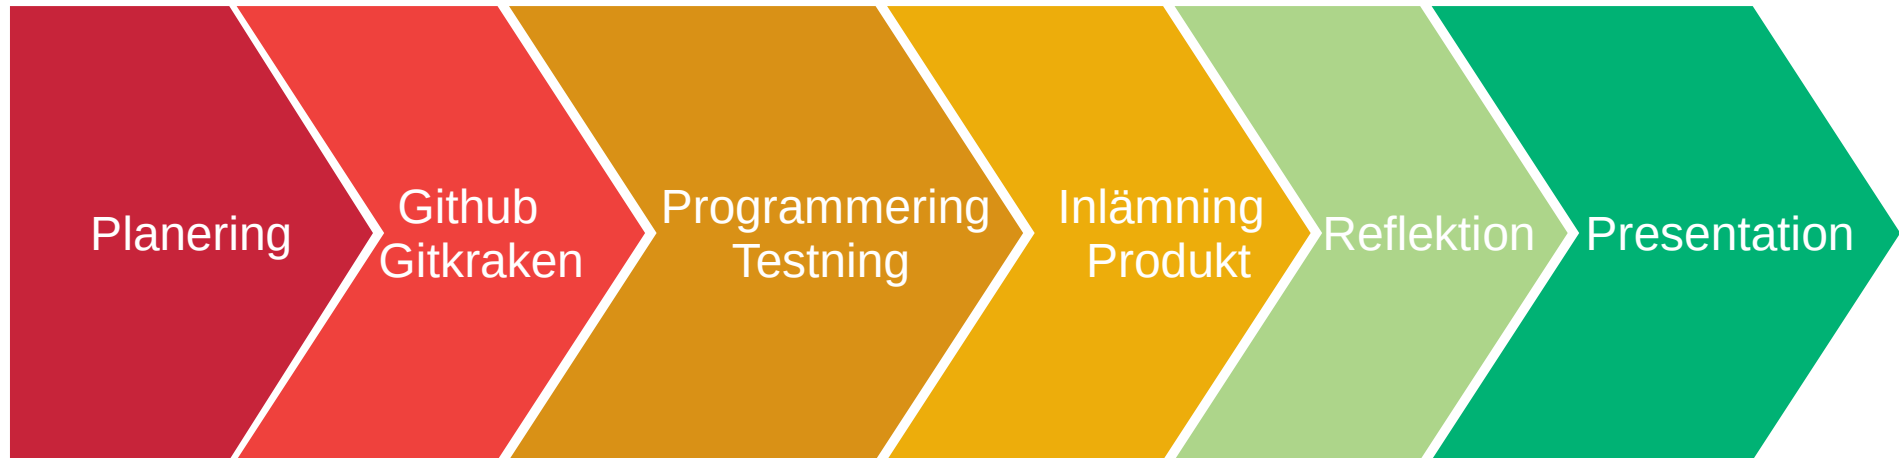 Planering
Github
Gitkraken
Programmering
Testning
Inlämning
Produkt
Reflektion
Presentation